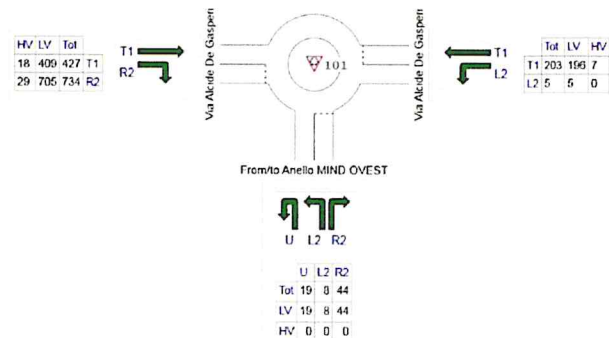 HV LV Tot
18 409 427 T1
29 705 734 R2
T1
R2
Via Alcide De Gasperi
101
Via Alcide De Gasperi
T1
L2
Tot LV HV
T1 203 196 7
L2 5 5 0
From/to Anello MIND OVEST
U L2 R2
U L2 R2
Tot 19 8 44
LV 19 8 44
HV 0 0 0